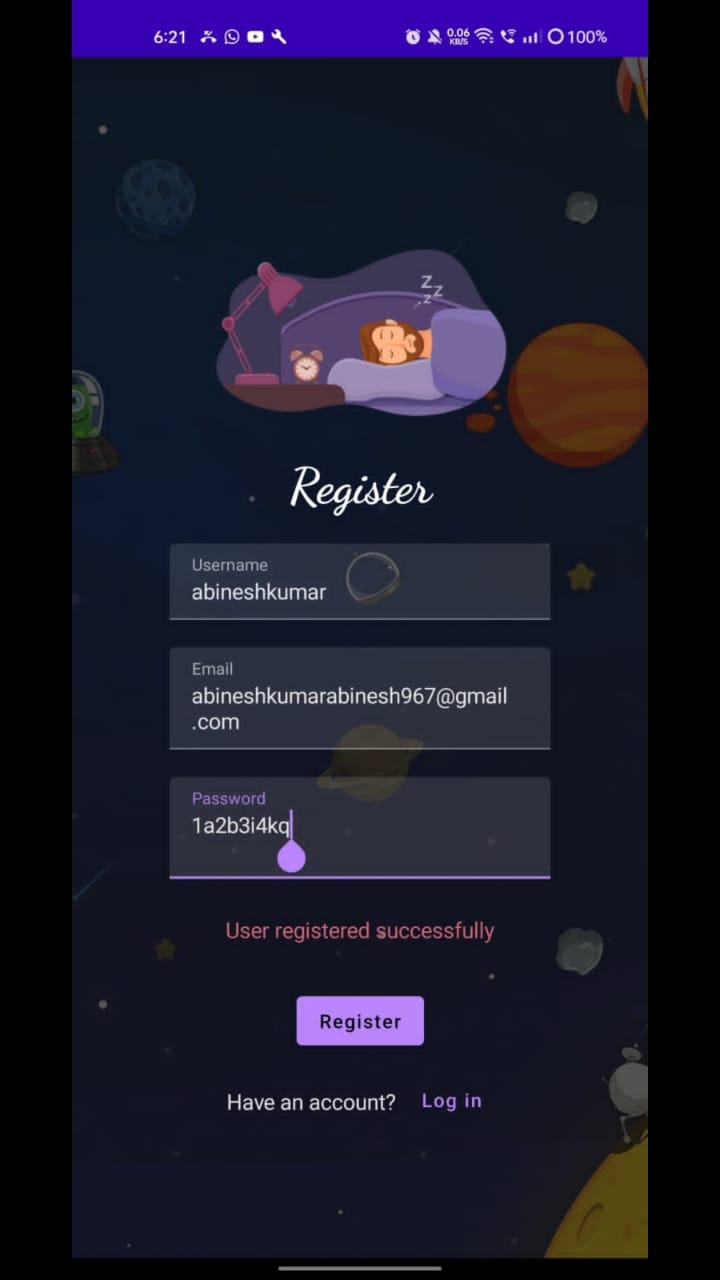 6:21 0.06 KB/S 100%
z
z
z
z
Register
Username
abineshkumar
Email
abineshkumarabinesh967@gmail
.com
Password
1a2b3i4kq
User registered successfully
Register
Have an account? Log in